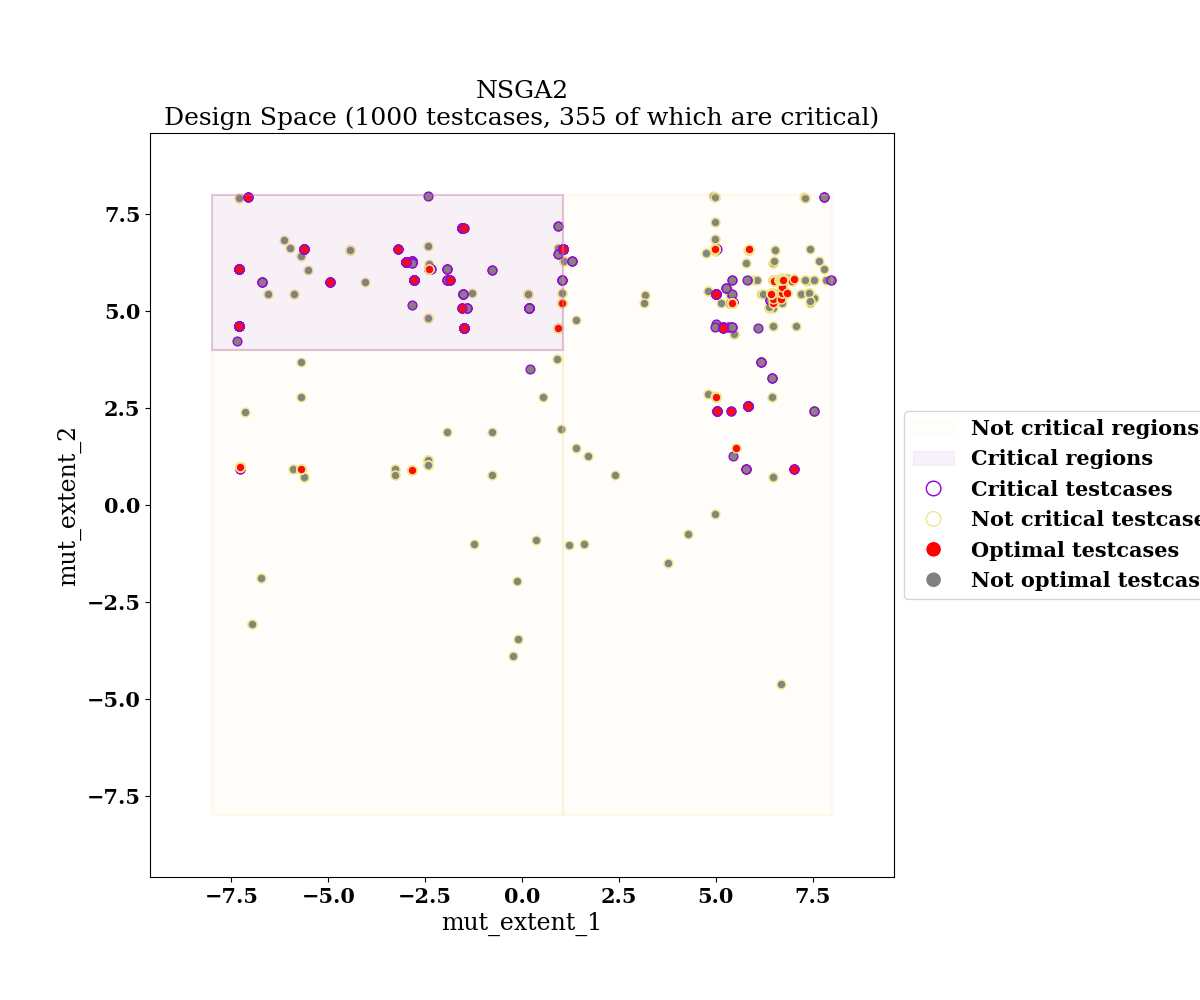 NSGA2
Design Space (1000 testcases, 355 of which are critical)
7.5
5.0
2.5
0.0
−2.5
−5.0
−7.5
mut_extent_2
−7.5
−5.0
−2.5
0.0
2.5
5.0
7.5
mut_extent_1
Not critical regions
Critical regions
Critical testcases
Not critical testcase
Optimal testcases
Not optimal testcas